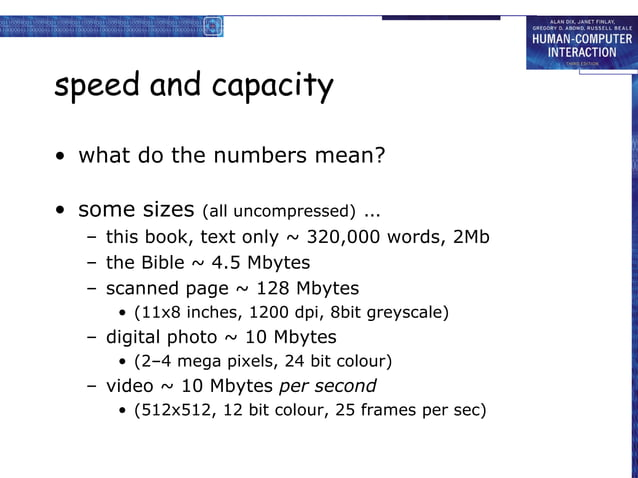 ALAN DIX, JANET FINLAY,
GREGORY D. ABOWD, RUSSELL BEALE
HUMAN-COMPUTER
INTERACTION
THIRD EDITION
speed and capacity
• what do the numbers mean?
• some sizes (all uncompressed) ...
– this book, text only ~ 320,000 words, 2Mb
– the Bible ~ 4.5 Mbytes
– scanned page ~ 128 Mbytes
• (11x8 inches, 1200 dpi, 8bit greyscale)
– digital photo ~ 10 Mbytes
• (2–4 mega pixels, 24 bit colour)
– video ~ 10 Mbytes per second
• (512x512, 12 bit colour, 25 frames per sec)